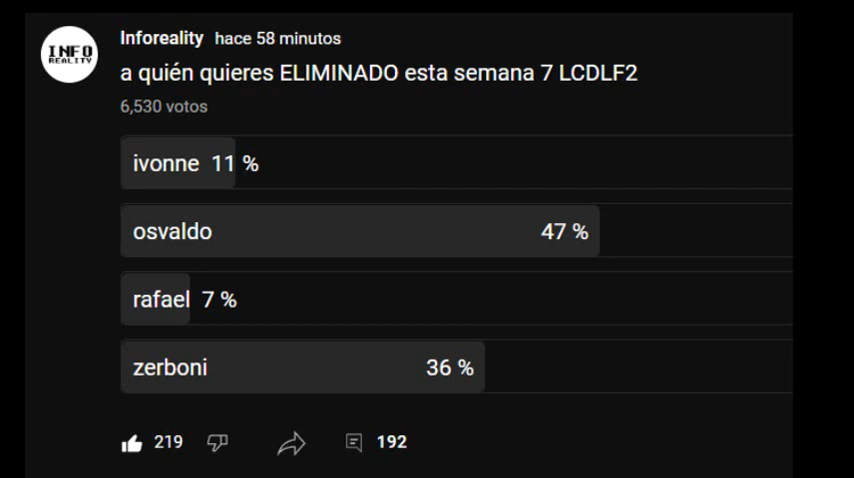 INFO
REALITY
Inforeality hace 58 minutos
a quién quieres ELIMINADO esta semana 7 LCDLF2
6,530 votos
ivonne 11 %
osvaldo 47 %
rafael 7 %
zerboni 36 %
219 192